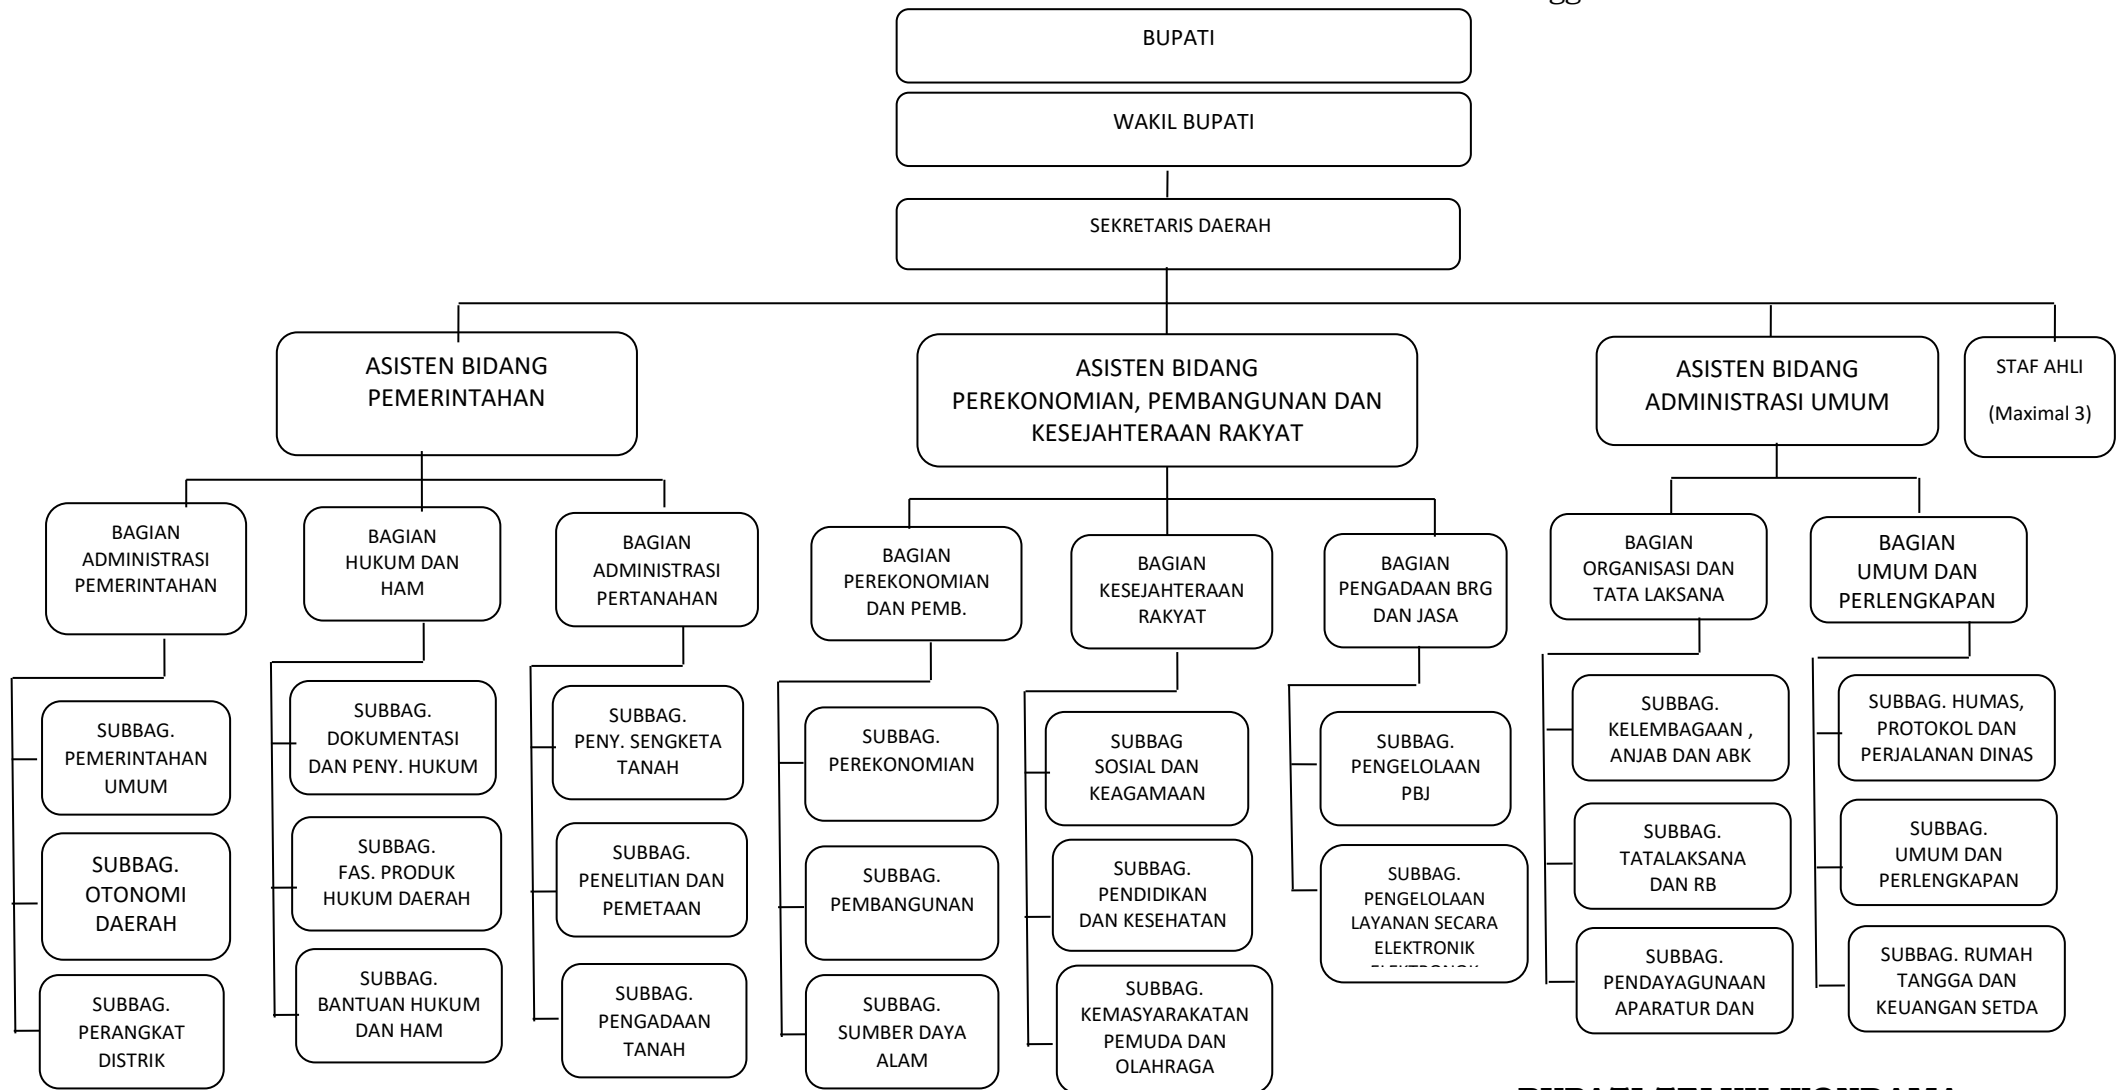 BUPATI
WAKIL BUPATI
SEKRETARIS DAERAH
ASISTEN BIDANG
PEMERINTAHAN
ASISTEN BIDANG
PEREKONOMIAN, PEMBANGUNAN DAN
KESEJAHTERAAN RAKYAT
ASISTEN BIDANG
ADMINISTRASI UMUM
STAF AHLI
(Maximal 3)
BAGIAN
ADMINISTRASI
PEMERINTAHAN
BAGIAN
HUKUM DAN
HAM
BAGIAN
ADMINISTRASI
PERTANAHAN
BAGIAN
PEREKONOMIAN
DAN PEMB.
BAGIAN
KESEJAHTERAAN
RAKYAT
BAGIAN
PENGADAAN BRG
DAN JASA
BAGIAN
ORGANISASI DAN
TATA LAKSANA
BAGIAN
UMUM DAN
PERLENGKAPAN
SUBBAG.
PEMERINTAHAN
UMUM
SUBBAG.
DOKUMENTASI
DAN PENY. HUKUM
SUBBAG.
PENY. SENGKETA
TANAH
SUBBAG.
PEREKONOMIAN
SUBBAG
SOSIAL DAN
KEAGAMAAN
SUBBAG.
PENGELOLAAN
PBJ
SUBBAG.
KELEMBAGAAN ,
ANJAB DAN ABK
SUBBAG. HUMAS,
PROTOKOL DAN
PERJALANAN DINAS
SUBBAG.
OTONOMI
DAERAH
SUBBAG.
FAS. PRODUK
HUKUM DAERAH
SUBBAG.
PENELITIAN DAN
PEMETAAN
SUBBAG.
PEMBANGUNAN
SUBBAG.
PENDIDIKAN
DAN KESEHATAN
SUBBAG.
PENGELOLAAN
LAYANAN SECARA
ELEKTRONIK
SUBBAG.
TATALAKSANA
DAN RB
SUBBAG.
UMUM DAN
PERLENGKAPAN
SUBBAG.
PERANGKAT
DISTRIK
SUBBAG.
BANTUAN HUKUM
DAN HAM
SUBBAG.
PENGADAAN
TANAH
SUBBAG.
SUMBER DAYA
ALAM
SUBBAG.
KEMASYARAKATAN
PEMUDA DAN
OLAHRAGA
SUBBAG.
PENDAYAGUNAAN
APARATUR DAN
SUBBAG. RUMAH
TANGGA DAN
KEUANGAN SETDA